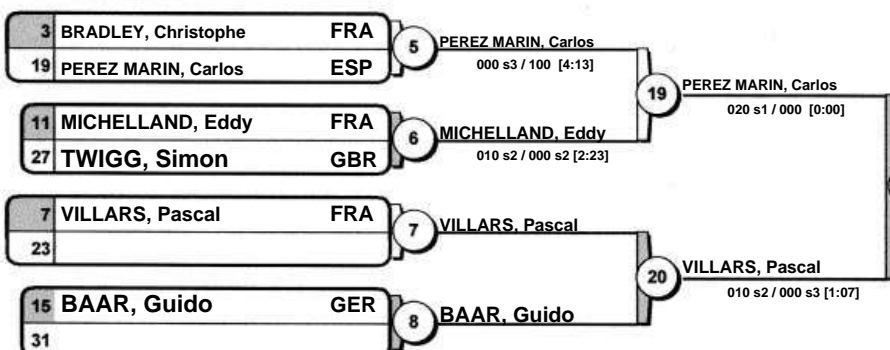 3 BRADLEY, Christophe FRA
19 PEREZ MARIN, Carlos ESP
5
PEREZ MARIN, Carlos
000 s3 / 100 [4:13]
11 MICHELLAND, Eddy FRA
27 TWIGG, Simon GBR
6
MICHELLAND, Eddy
010 s2 / 000 s2 [2:23]
19
PEREZ MARIN, Carlos
020 s1 / 000 [0:00]
7 VILLARS, Pascal FRA
23
7
VILLARS, Pascal
15 BAAR, Guido GER
31
8
BAAR, Guido
20
VILLARS, Pascal
010 s2 / 000 s3 [1:07]